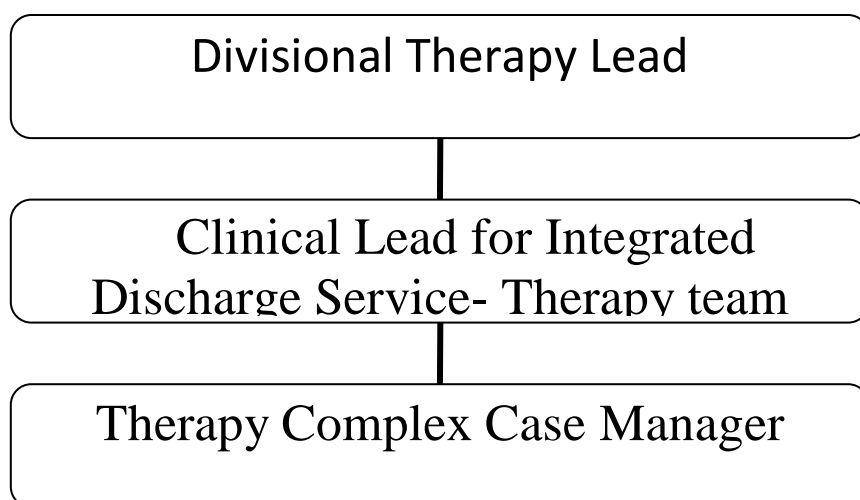 Divisional Therapy Lead
Clinical Lead for Integrated
Discharge Service- Therapy team
Therapy Complex Case Manager